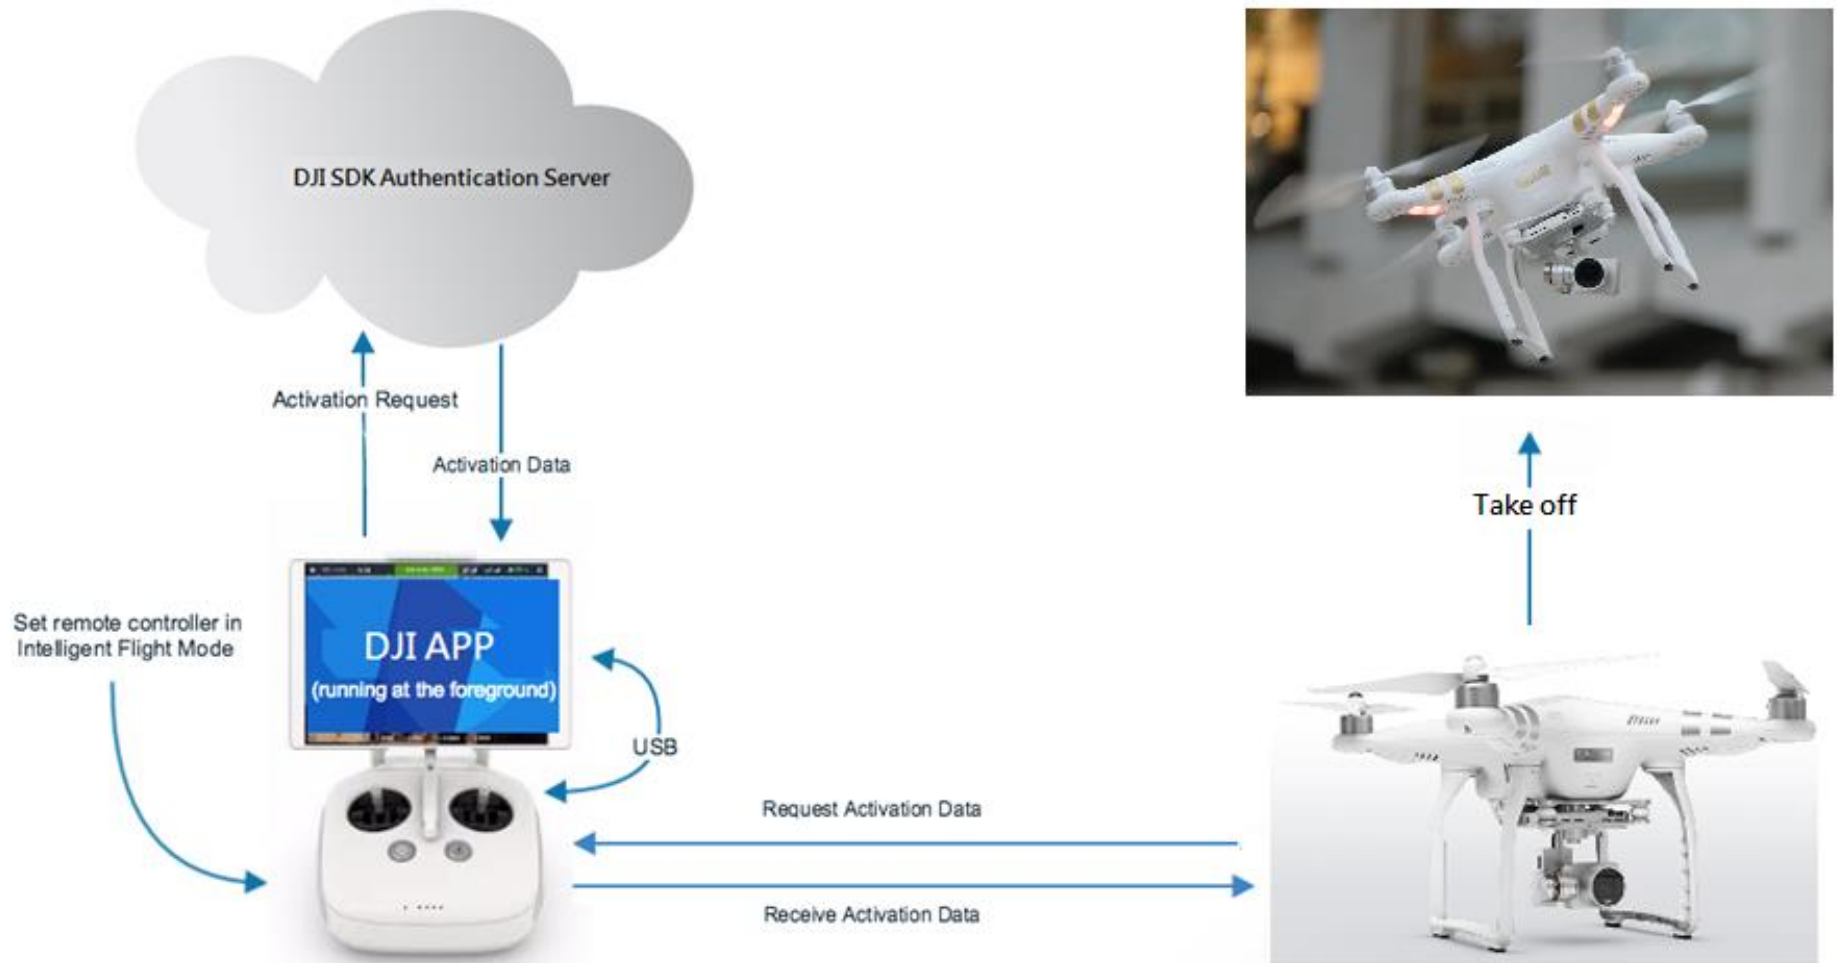 DJI SDK Authentication Server
Activation Request
Activation Data
Take off
Set remote controller in
Intelligent Flight Mode
DJI APP
(running at the foreground)
USB
Request Activation Data
Receive Activation Data